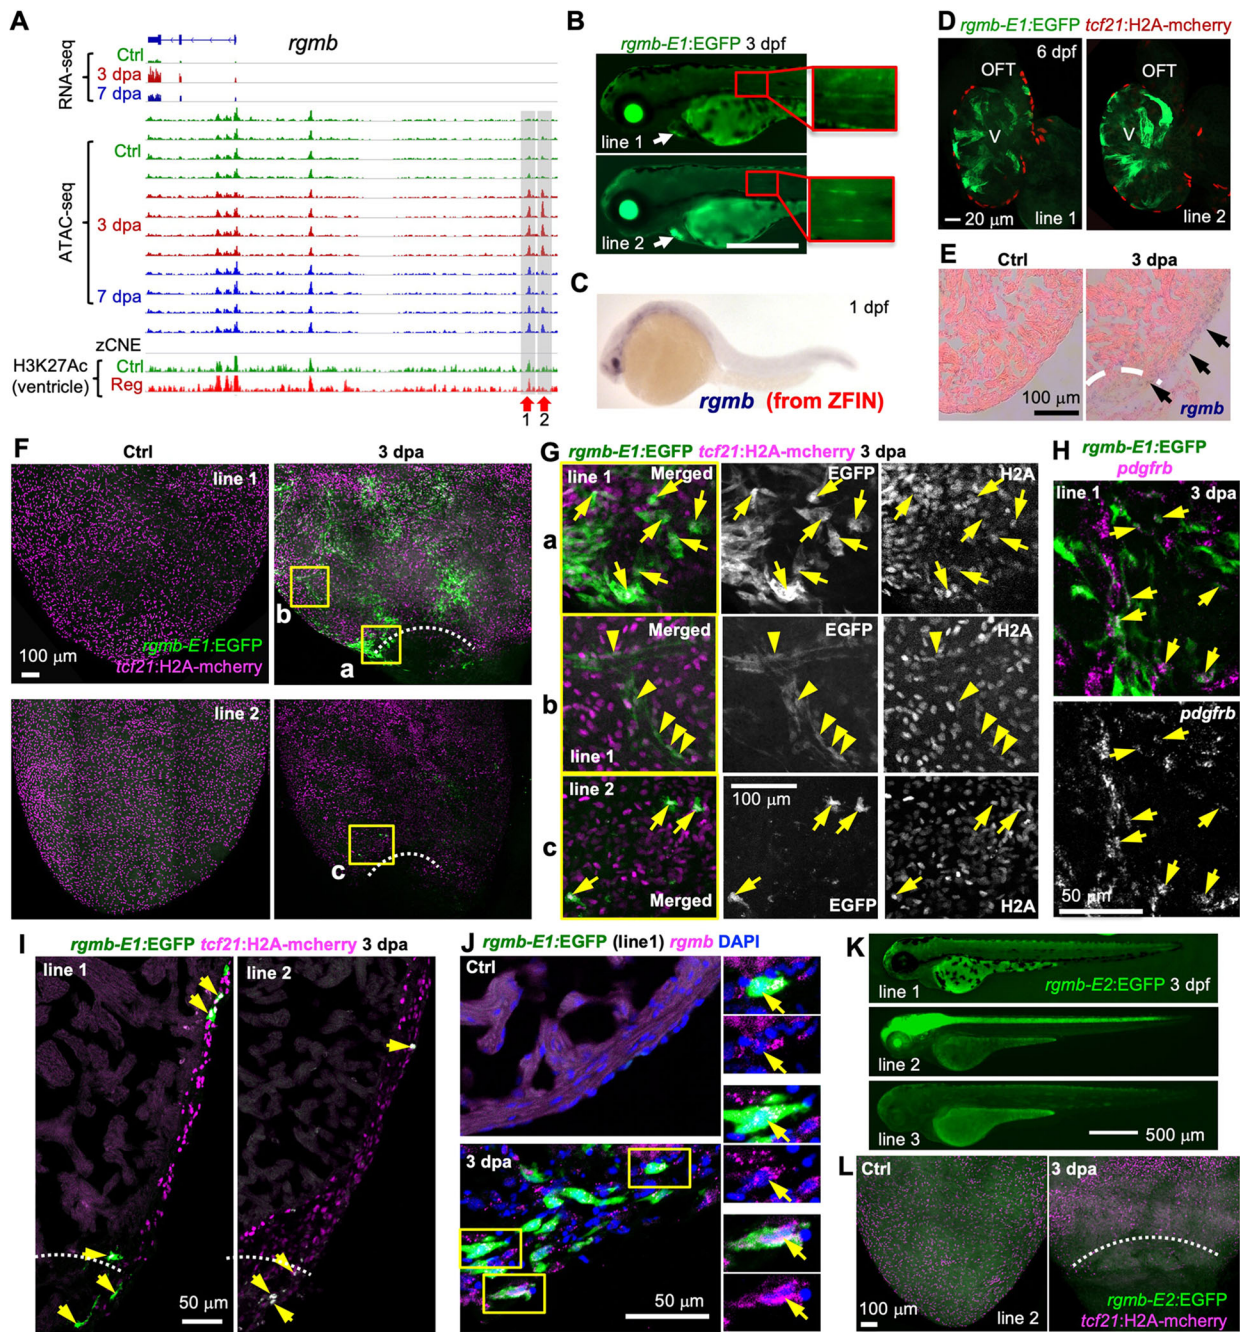 A
rgmb
RNA-seq
Ctrl
3 dpa
7 dpa
ATAC-seq
Ctrl
3 dpa
7 dpa
zCNE
H3K27Ac
(ventricle)
Ctrl
Reg
1 2
B
rgmb-E1:EGFP 3 dpf
line 1
line 2
C
1 dpf
rgmb (from ZFIN)
D
rgmb-E1:EGFP tcf21:H2A-mcherry
6 dpf
OFT
V
20 µm
line 1
OFT
V
line 2
E
Ctrl
3 dpa
100 µm
rgmb
F
Ctrl
3 dpa
line 1
rgmb-E1:EGFP
tcf21:H2A-mcherry
100 µm
b
a
line 2
c
G
rgmb-E1:EGFP tcf21:H2A-mcherry 3 dpa
a
line 1
Merged
EGFP
H2A
b
Merged
EGFP
H2A
line 1
c
line 2
100 µm
Merged
EGFP
H2A
H
rgmb-E1:EGFP
pdgfrb
line 1
3 dpa
pdgfrb
50 µm
I
rgmb-E1:EGFP tcf21:H2A-mcherry 3 dpa
line 1
line 2
50 µm
J
rgmb-E1:EGFP (line1) rgmb DAPI
Ctrl
3 dpa
50 µm
K
line 1
rgmb-E2:EGFP 3 dpf
line 2
line 3
500 µm
L
Ctrl
3 dpa
100 µm
line 2
rgmb-E2:EGFP
tcf21:H2A-mcherry